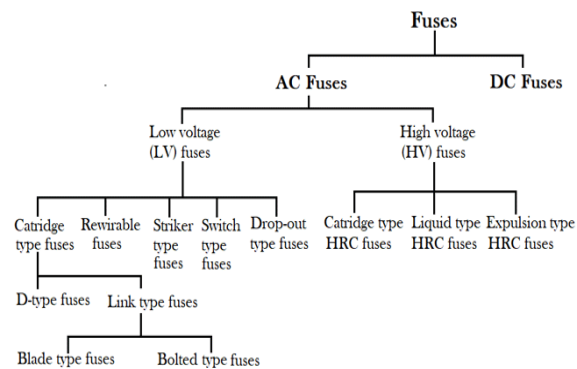 Fuses
AC Fuses
DC Fuses
Low voltage
(LV) fuses
High voltage
(HV) fuses
Catridge
type fuses
Rewirable
fuses
Striker
type
fuses
Switch
type
fuses
Drop-out
type fuses
Catridge type
HRC fuses
Liquid type
HRC fuses
Expulsion type
HRC fuses
D-type fuses
Link type fuses
Blade type fuses
Bolted type fuses